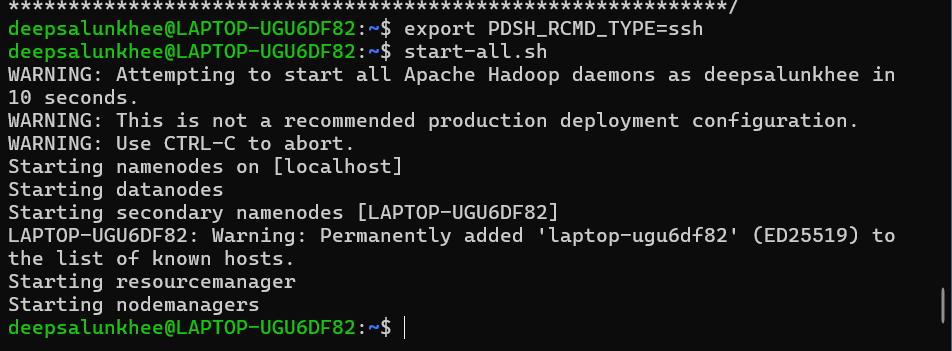 ************************************************************/
deepsalunkhee@LAPTOP-UGU6DF82:~$ export PDSH_RCMD_TYPE=ssh
deepsalunkhee@LAPTOP-UGU6DF82:~$ start-all.sh
WARNING: Attempting to start all Apache Hadoop daemons as deepsalunkhee in
10 seconds.
WARNING: This is not a recommended production deployment configuration.
WARNING: Use CTRL-C to abort.
Starting namenodes on [localhost]
Starting datanodes
Starting secondary namenodes [LAPTOP-UGU6DF82]
LAPTOP-UGU6DF82: Warning: Permanently added 'laptop-ugu6df82' (ED25519) to
the list of known hosts.
Starting resourcemanager
Starting nodemanagers
deepsalunkhee@LAPTOP-UGU6DF82:~$